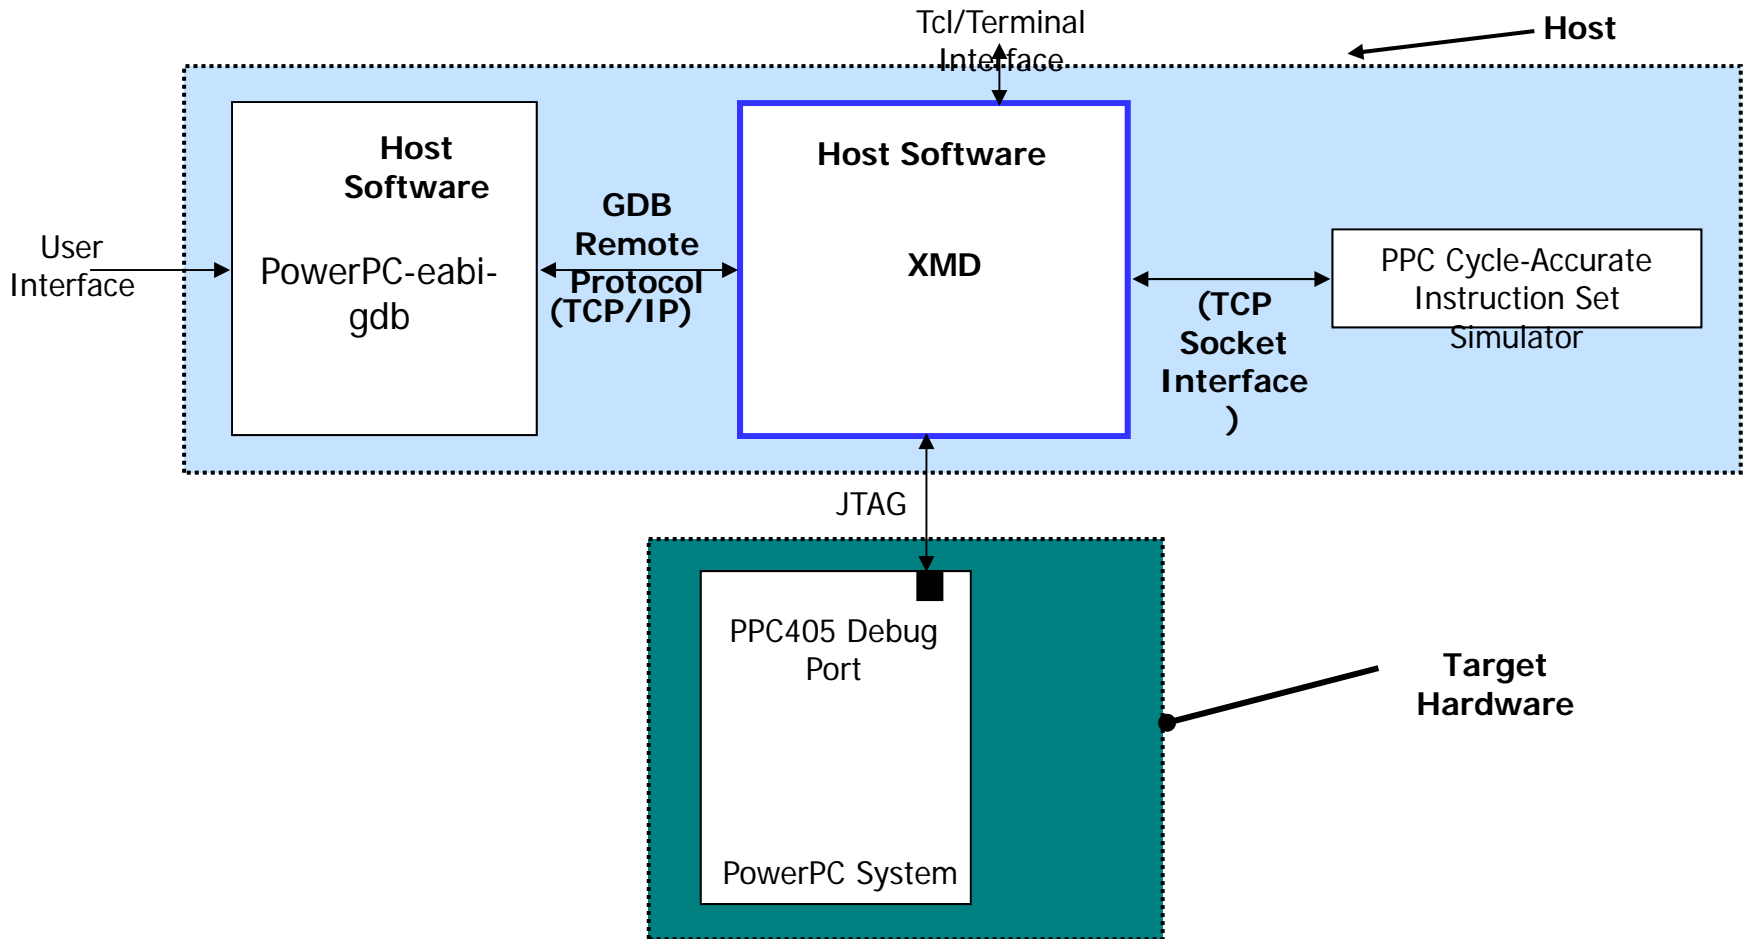 Tcl/Terminal
Interface
Host
Host
Software
PowerPC-eabi-
gdb
User
Interface
GDB
Remote
Protocol
(TCP/IP)
Host Software
XMD
(TCP
Socket
Interface
)
PPC Cycle-Accurate
Instruction Set
Simulator
JTAG
PPC405 Debug
Port
PowerPC System
Target
Hardware